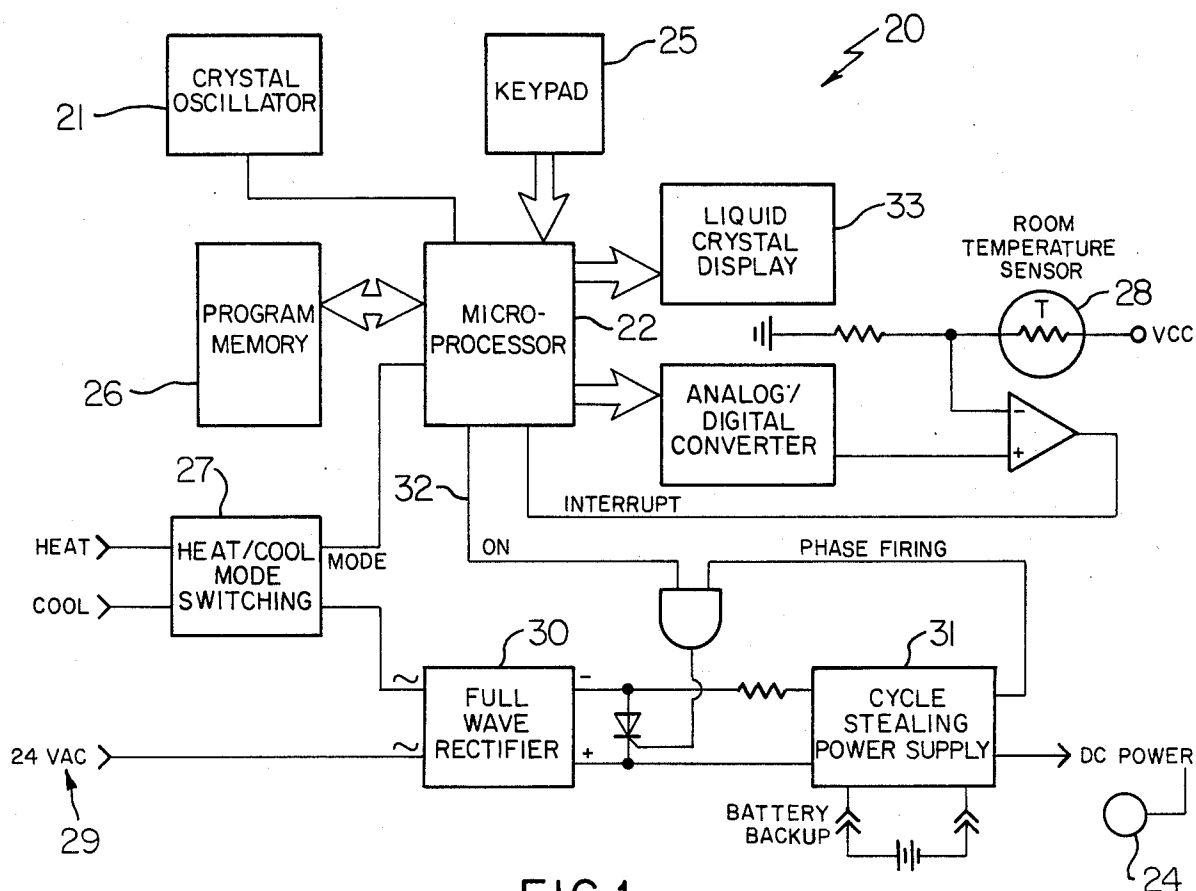 20
25
CRYSTAL
OSCILLATOR
21
KEYPAD
LIQUID
CRYSTAL
DISPLAY
33
ROOM
TEMPERATURE
SENSOR
28
T
VCC
PROGRAM
MEMORY
26
MICRO-
PROCESSOR
22
ANALOG/
DIGITAL
CONVERTER
-
+
27
32
INTERRUPT
HEAT
COOL
HEAT/COOL
MODE
SWITCHING
MODE
ON
PHASE FIRING
30
31
~
~
FULL
WAVE
RECTIFIER
-
+
CYCLE
STEALING
POWER SUPPLY
24 VAC
29
DC POWER
BATTERY
BACKUP
24
FIG.1